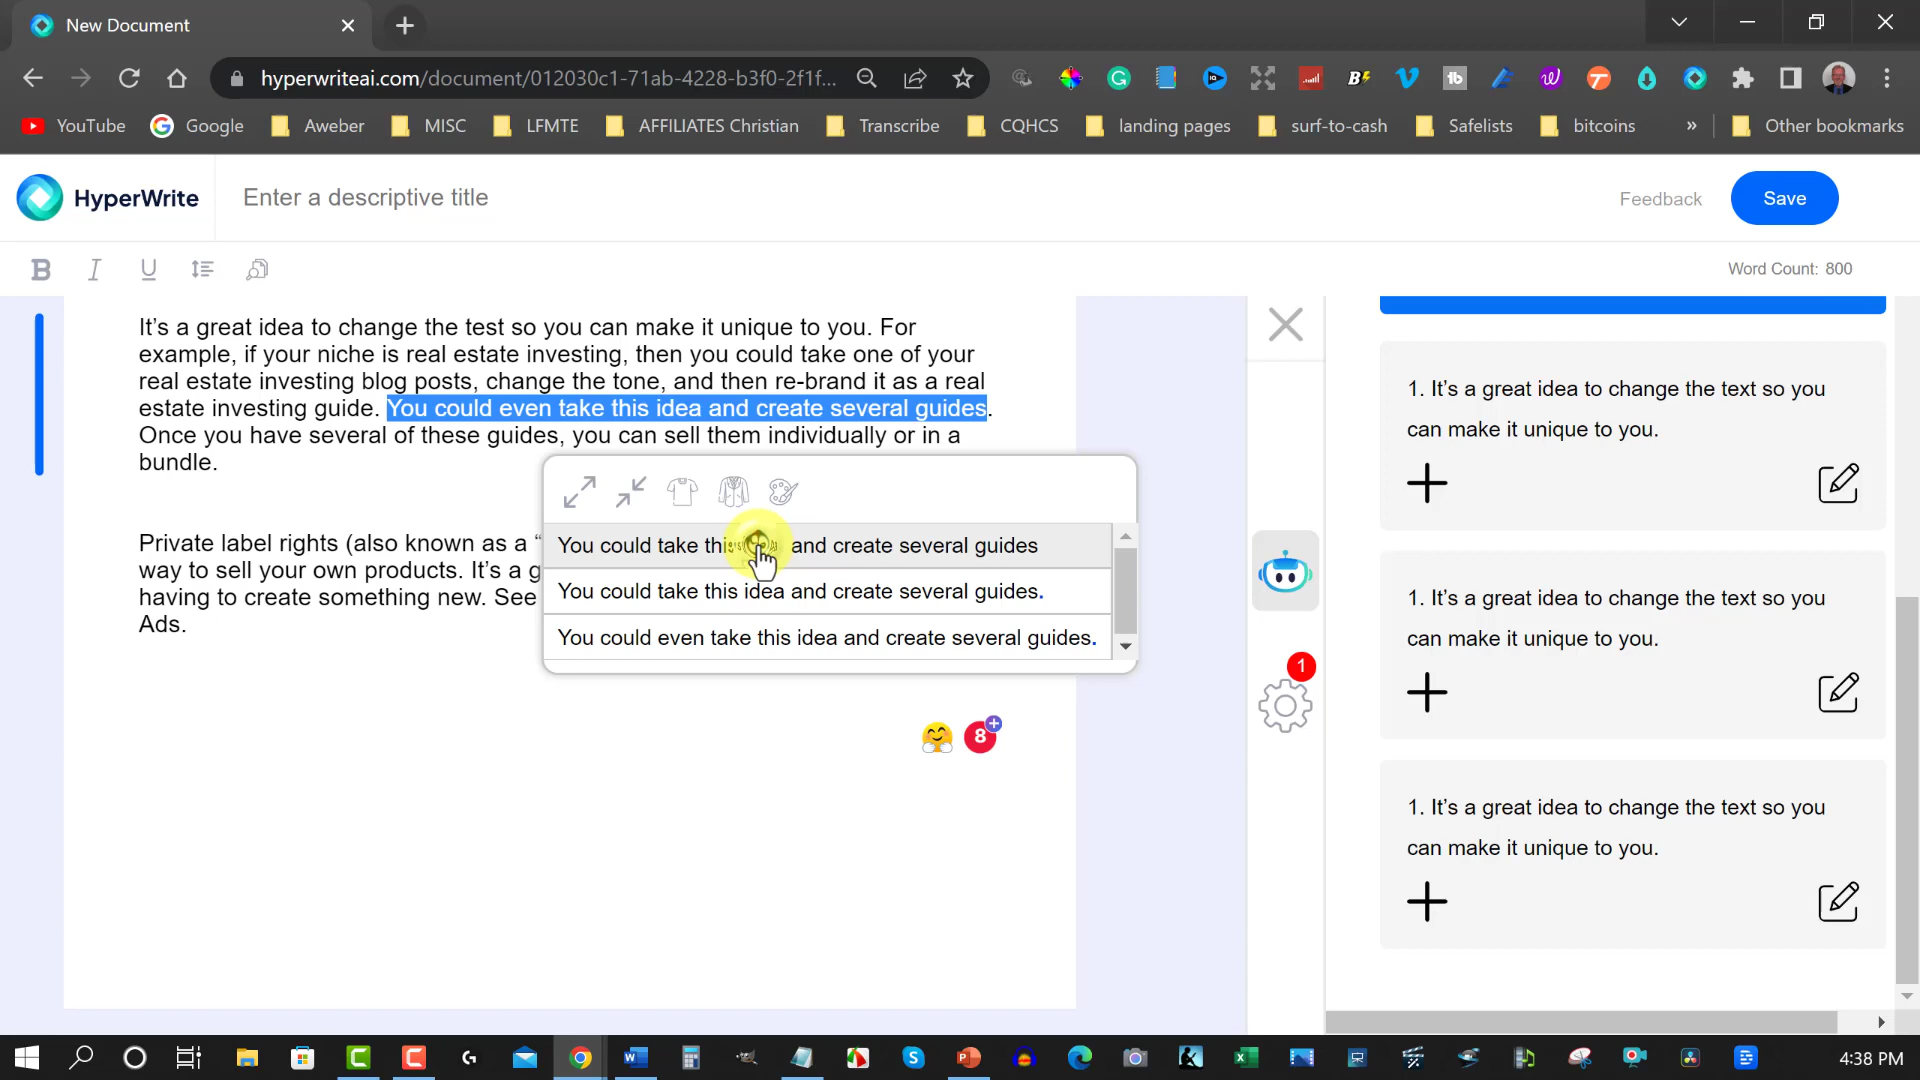 New Document
hyperwriteai.com/document/012030c1-71ab-4228-b3f0-2f1f...
YouTube Google Aweber MISC LFMTE AFFILIATES Christian Transcribe CQHCS landing pages surf-to-cash Safelists bitcoins » Other bookmarks
HyperWrite
Enter a descriptive title
Feedback
Save
B I U
Word Count: 800
It's a great idea to change the test so you can make it unique to you. For
example, if your niche is real estate investing, then you could take one of your
real estate investing blog posts, change the tone, and then re-brand it as a real
estate investing guide. You could even take this idea and create several guides.
Once you have several of these guides, you can sell them individually or in a
bundle.
Private label rights (also known as a "
way to sell your own products. It's a g
having to create something new. See
Ads.
You could take this and create several guides
You could take this idea and create several guides.
You could even take this idea and create several guides.
8
1
1. It's a great idea to change the text so you
can make it unique to you.
1. It's a great idea to change the text so you
can make it unique to you.
1. It's a great idea to change the text so you
can make it unique to you.
4:38 PM